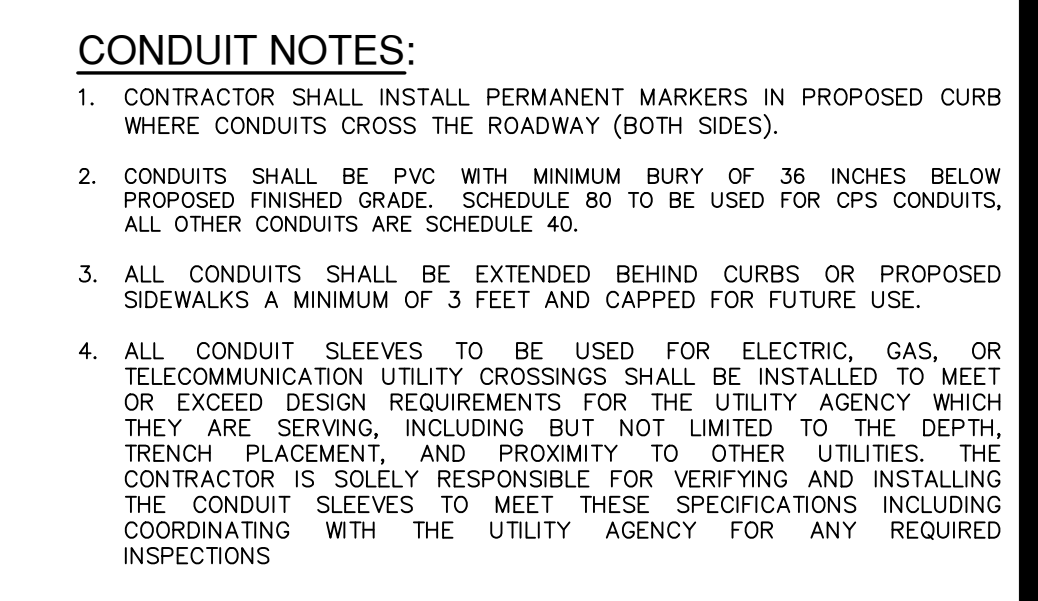 CONDUIT NOTES:
1. CONTRACTOR SHALL INSTALL PERMANENT MARKERS IN PROPOSED CURB
WHERE CONDUITS CROSS THE ROADWAY (BOTH SIDES).
2. CONDUITS SHALL BE PVC WITH MINIMUM BURY OF 36 INCHES BELOW
PROPOSED FINISHED GRADE. SCHEDULE 80 TO BE USED FOR CPS CONDUITS,
ALL OTHER CONDUITS ARE SCHEDULE 40.
3. ALL CONDUITS SHALL BE EXTENDED BEHIND CURBS OR PROPOSED
SIDEWALKS A MINIMUM OF 3 FEET AND CAPPED FOR FUTURE USE.
4. ALL CONDUIT SLEEVES TO BE USED FOR ELECTRIC, GAS, OR
TELECOMMUNICATION UTILITY CROSSINGS SHALL BE INSTALLED TO MEET
OR EXCEED DESIGN REQUIREMENTS FOR THE UTILITY AGENCY WHICH
THEY ARE SERVING, INCLUDING BUT NOT LIMITED TO THE DEPTH,
TRENCH PLACEMENT, AND PROXIMITY TO OTHER UTILITIES. THE
CONTRACTOR IS SOLELY RESPONSIBLE FOR VERIFYING AND INSTALLING
THE CONDUIT SLEEVES TO MEET THESE SPECIFICATIONS INCLUDING
COORDINATING WITH THE UTILITY AGENCY FOR ANY REQUIRED
INSPECTIONS